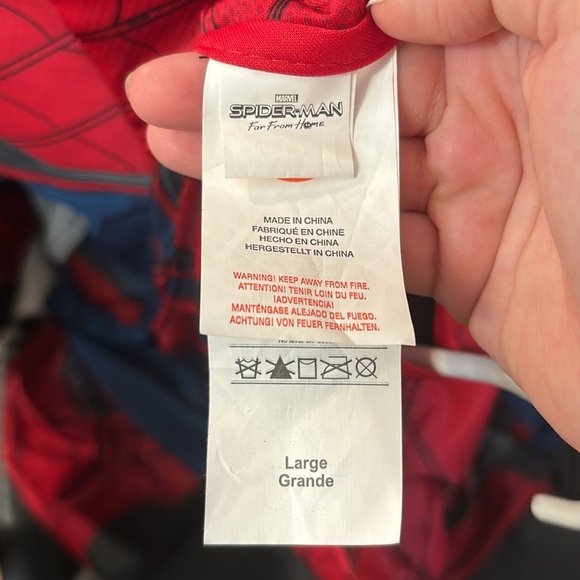 MARVEL
SPIDER-MAN
Far From Home
MADE IN CHINA
FABRIQUÉ EN CHINE
HECHO EN CHINA
HERGESTELLT IN CHINA
WARNING! KEEP AWAY FROM FIRE.
ATTENTION! TENIR LOIN DU FEU.
¡ADVERTENCIA!
MANTÉNGASE ALEJADO DEL FUEGO.
ACHTUNG! VON FEUER FERNHALTEN.
Large
Grande